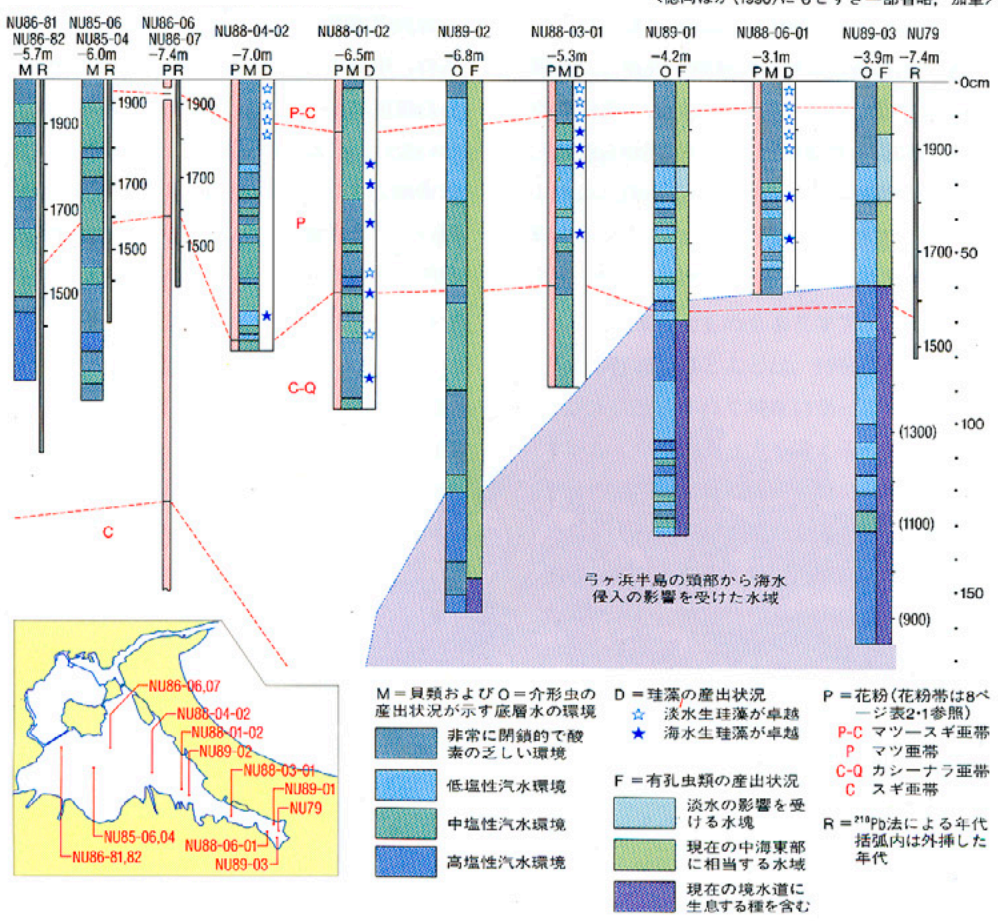 NU86-81
NU86-82
−5.7m
M R
NU85-06
NU85-04
−6.0m
M R
NU86-06
NU86-07
−7.4m
P R
NU88-04-02
−7.0m
P M D
NU88-01-02
−6.5m
P M D
NU89-02
−6.8m
O F
NU88-03-01
−5.3m
P M D
NU89-01
−4.2m
O F
NU88-06-01
−3.1m
P M D
NU89-03
−3.9m
O F
NU79
−7.4m
R
1900
1700
1500
1900
1700
1500
1900
1500
P-C
P
C-Q
C
1900
1700
1500
(1300)
(1100)
(900)
0cm
50
100
150
弓ヶ浜半島の頸部から海水
侵入の影響を受けた水域
NU86-06,07
NU88-04-02
NU88-01-02
NU89-02
NU88-03-01
NU89-01
NU79
NU85-06,04
NU88-06-01
NU86-81,82
NU89-03
M=貝類およびO=介形虫の
産出状況が示す底層水の環境
非常に閉鎖的で酸
素の乏しい環境
低塩性汽水環境
中塩性汽水環境
高塩性汽水環境
D=珪藻の産出状況
☆ 淡水生珪藻が卓越
★ 海水生珪藻が卓越
F=有孔虫類の産出状況
淡水の影響を受
ける水塊
現在の中海東部
に相当する水域
現在の境水道に
生息する種を含む
P=花粉(花粉帯は8ペ
ージ表2・1参照)
P-C マツースギ亜帯
P マツ亜帯
C-Q カシーナラ亜帯
C スギ亜帯
R=²¹⁰Pb法による年代
括弧内は外挿した
年代